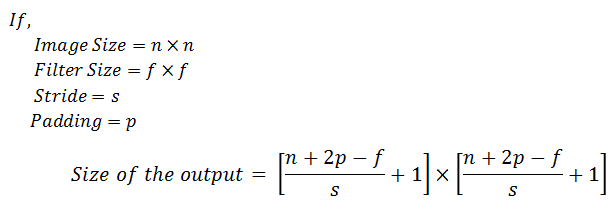 If,
Image Size = n × n
Filter Size = f × f
Stride = s
Padding = p
Size of the output = [(n + 2p − f)/s + 1] × [(n + 2p − f)/s + 1]